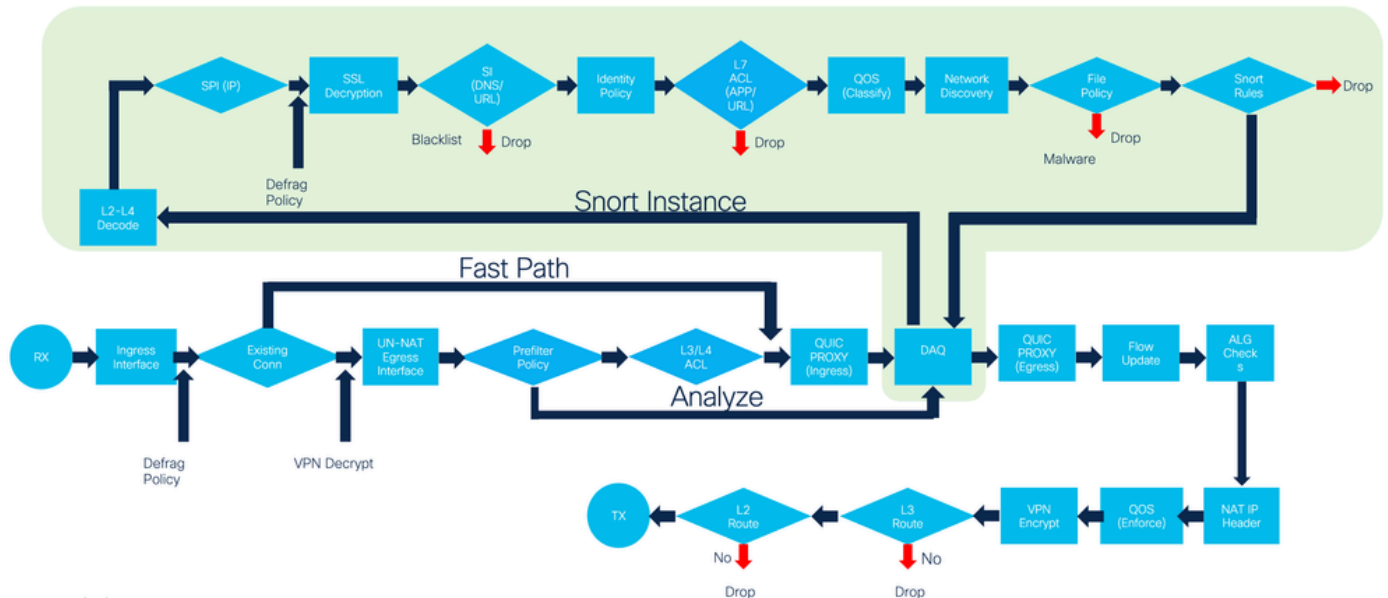 SPI (IP)
SSL
Decryption
SI
(DNS/
URL)
Identity
Policy
L7
ACL
(APP/
URL)
QOS
(Classify)
Network
Discovery
File
Policy
Snort
Rules
Drop
Blacklist
Drop
Drop
Drop
Malware
Defrag
Policy
L2-L4
Decode
Snort Instance
Fast Path
RX
Ingress
Interface
Existing
Conn
UN-NAT
Egress
Interface
Prefilter
Policy
L3/L4
ACL
QUIC
PROXY
(Ingress)
DAQ
QUIC
PROXY
(Egress)
Flow
Update
ALG
Check
s
Analyze
Defrag
Policy
VPN Decrypt
TX
L2
Route
L3
Route
VPN
Encrypt
QOS
(Enforce)
NAT IP
Header
No
No
Drop
Drop